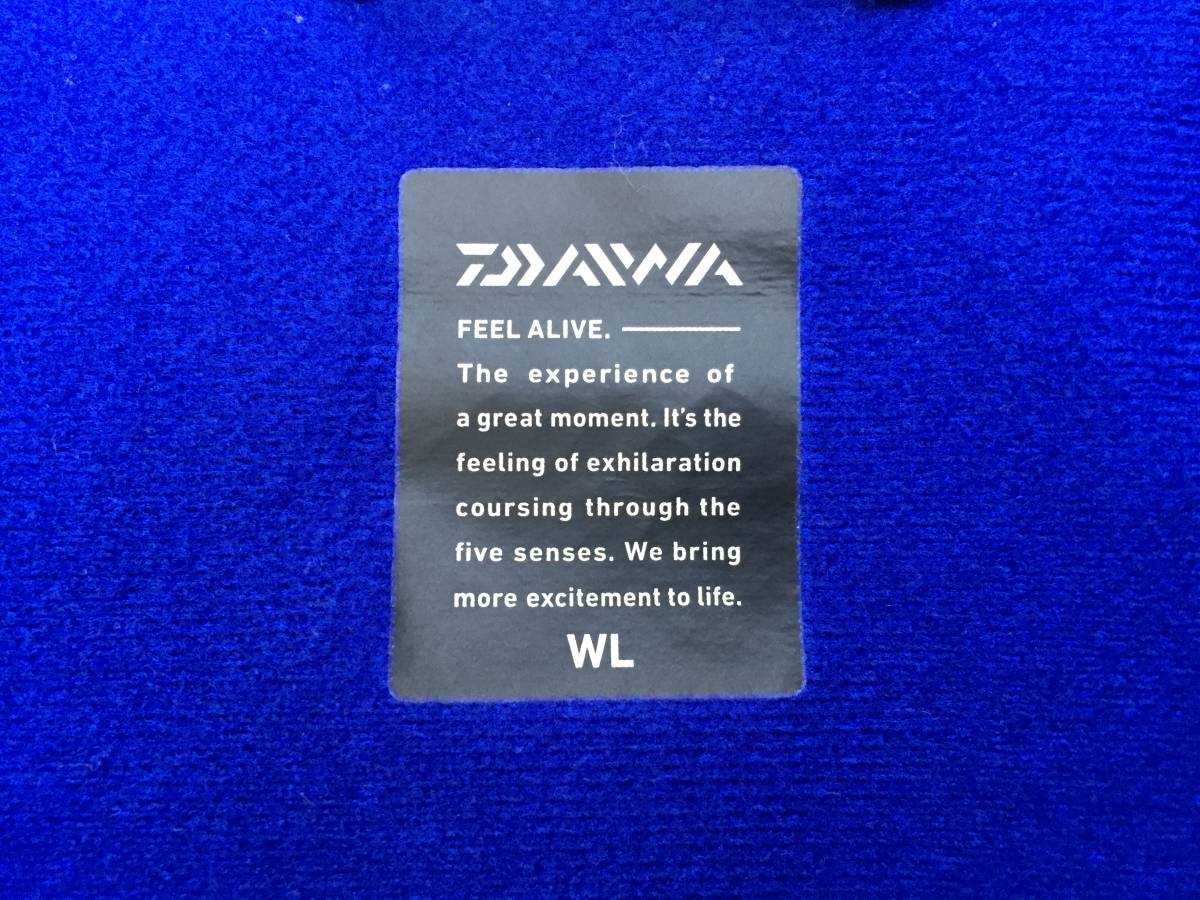 DAIWA
FEEL ALIVE.
The experience of
a great moment. It's the
feeling of exhilaration
coursing through the
five senses. We bring
more excitement to life.
WL